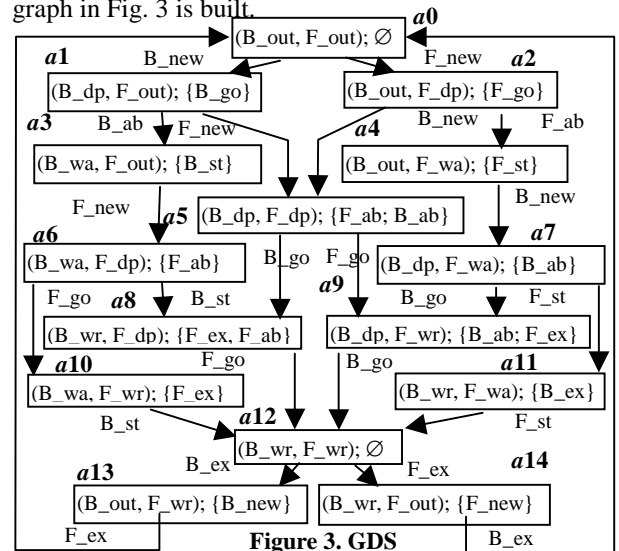 graph in Fig. 3 is built.
a0
(B_out, F_out); ∅
a1
B_new
F_new
a2
(B_dp, F_out); {B_go}
(B_out, F_dp); {F_go}
a3
B_ab
F_new
a4
B_new
F_ab
(B_wa, F_out); {B_st}
(B_out, F_wa); {F_st}
F_new
a5
(B_dp, F_dp); {F_ab; B_ab}
B_new
a6
a7
(B_wa, F_dp); {F_ab}
B_go
F_go
(B_dp, F_wa); {B_ab}
F_go
a8
B_st
a9
B_go
F_st
(B_wr, F_dp); {F_ex, F_ab}
(B_dp, F_wr); {B_ab; F_ex}
a10
F_go
B_go
a11
(B_wa, F_wr); {F_ex}
(B_wr, F_wa); {B_ex}
B_st
a12
F_st
(B_wr, F_wr); ∅
a13
B_ex
F_ex
a14
(B_out, F_wr); {B_new}
(B_wr, F_out); {F_new}
F_ex
Figure 3. GDS
B_ex